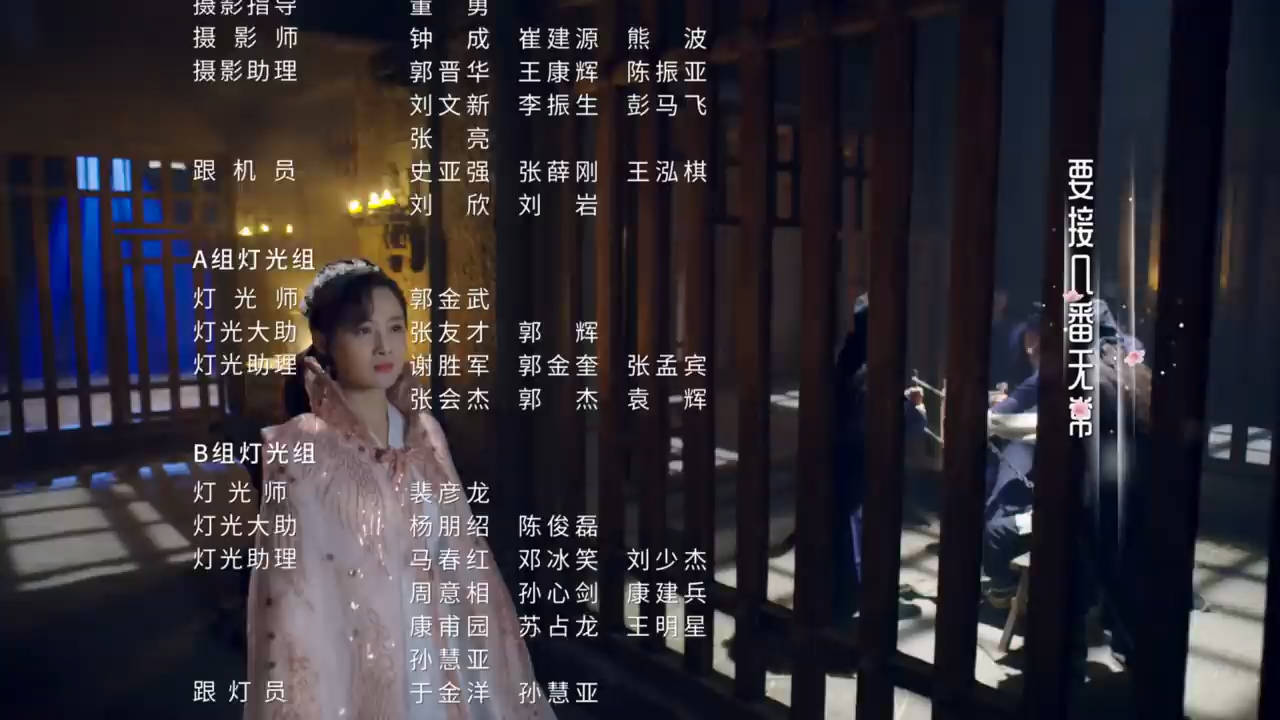 摄影指导 董 勇
摄 影 师 钟 成 崔建源 熊 波
摄影助理 郭晋华 王康辉 陈振亚
刘文新 李振生 彭马飞
张 亮
跟 机 员 史亚强 张薛刚 王泓棋
刘 欣 刘 岩
A组灯光组
灯 光 师 郭金武
灯光大助 张友才 郭 辉
灯光助理 谢胜军 郭金奎 张孟宾
张会杰 郭 杰 袁 辉
B组灯光组
灯 光 师 裴彦龙
灯光大助 杨朋绍 陈俊磊
灯光助理 马春红 邓冰笑 刘少杰
周意相 孙心剑 康建兵
康甫园 苏占龙 王明星
孙慧亚
跟 灯 员 于金洋 孙慧亚
要接几番无常